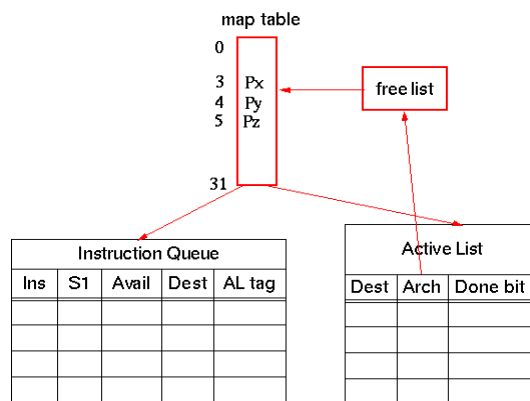 map table
0
3 Px
free list
4 Py
5 Pz
31
Instruction Queue
Ins S1 Avail Dest AL tag
Active List
Dest Arch Done bit